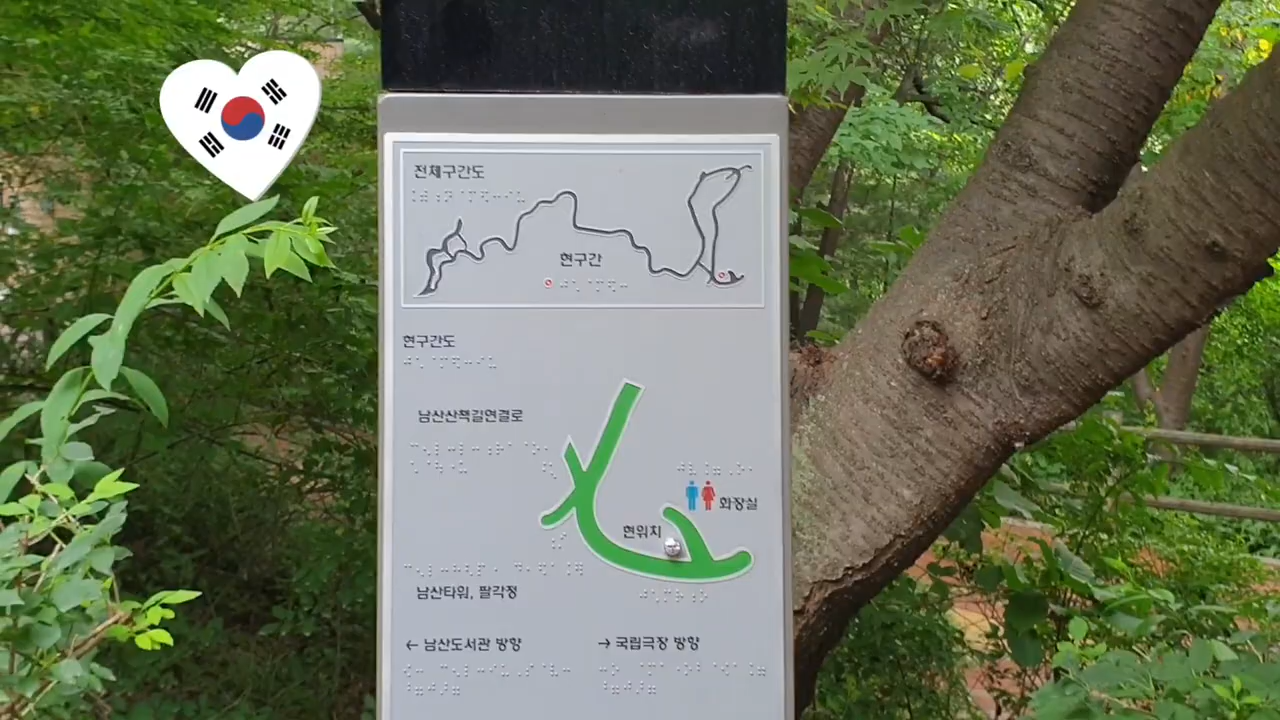 전체구간도
현구간
현구간도
남산산책길연결로
화장실
현위치
남산타워, 팔각정
← 남산도서관 방향
→ 국립극장 방향